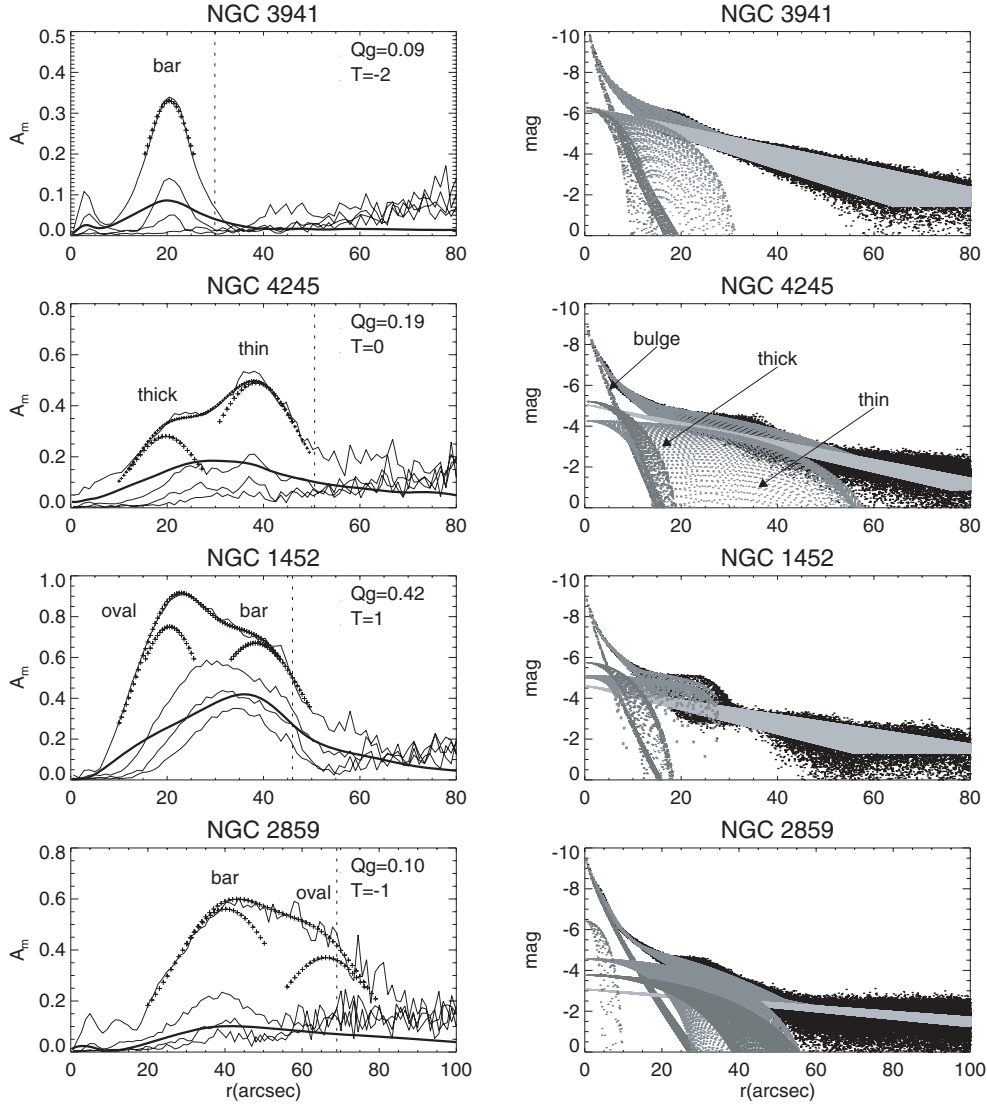 NGC 3941
0.5
0.4
0.3
0.2
0.1
0.0
A_m
bar
Qg=0.09
T=-2
0 20 40 60 80
NGC 3941
-10
-8
-6
-4
-2
0
mag
0 20 40 60 80
NGC 4245
0.8
0.6
0.4
0.2
0.0
A_m
thick
thin
Qg=0.19
T=0
0 20 40 60 80
NGC 4245
-10
-8
-6
-4
-2
0
mag
bulge
thick
thin
0 20 40 60 80
NGC 1452
1.0
0.8
0.6
0.4
0.2
0.0
A_m
oval
bar
Qg=0.42
T=1
0 20 40 60 80
NGC 1452
-10
-8
-6
-4
-2
0
mag
0 20 40 60 80
NGC 2859
0.8
0.6
0.4
0.2
0.0
A_m
bar
oval
Qg=0.10
T=-1
0 20 40 60 80 100
r(arcsec)
NGC 2859
-10
-8
-6
-4
-2
0
mag
0 20 40 60 80 100
r(arcsec)